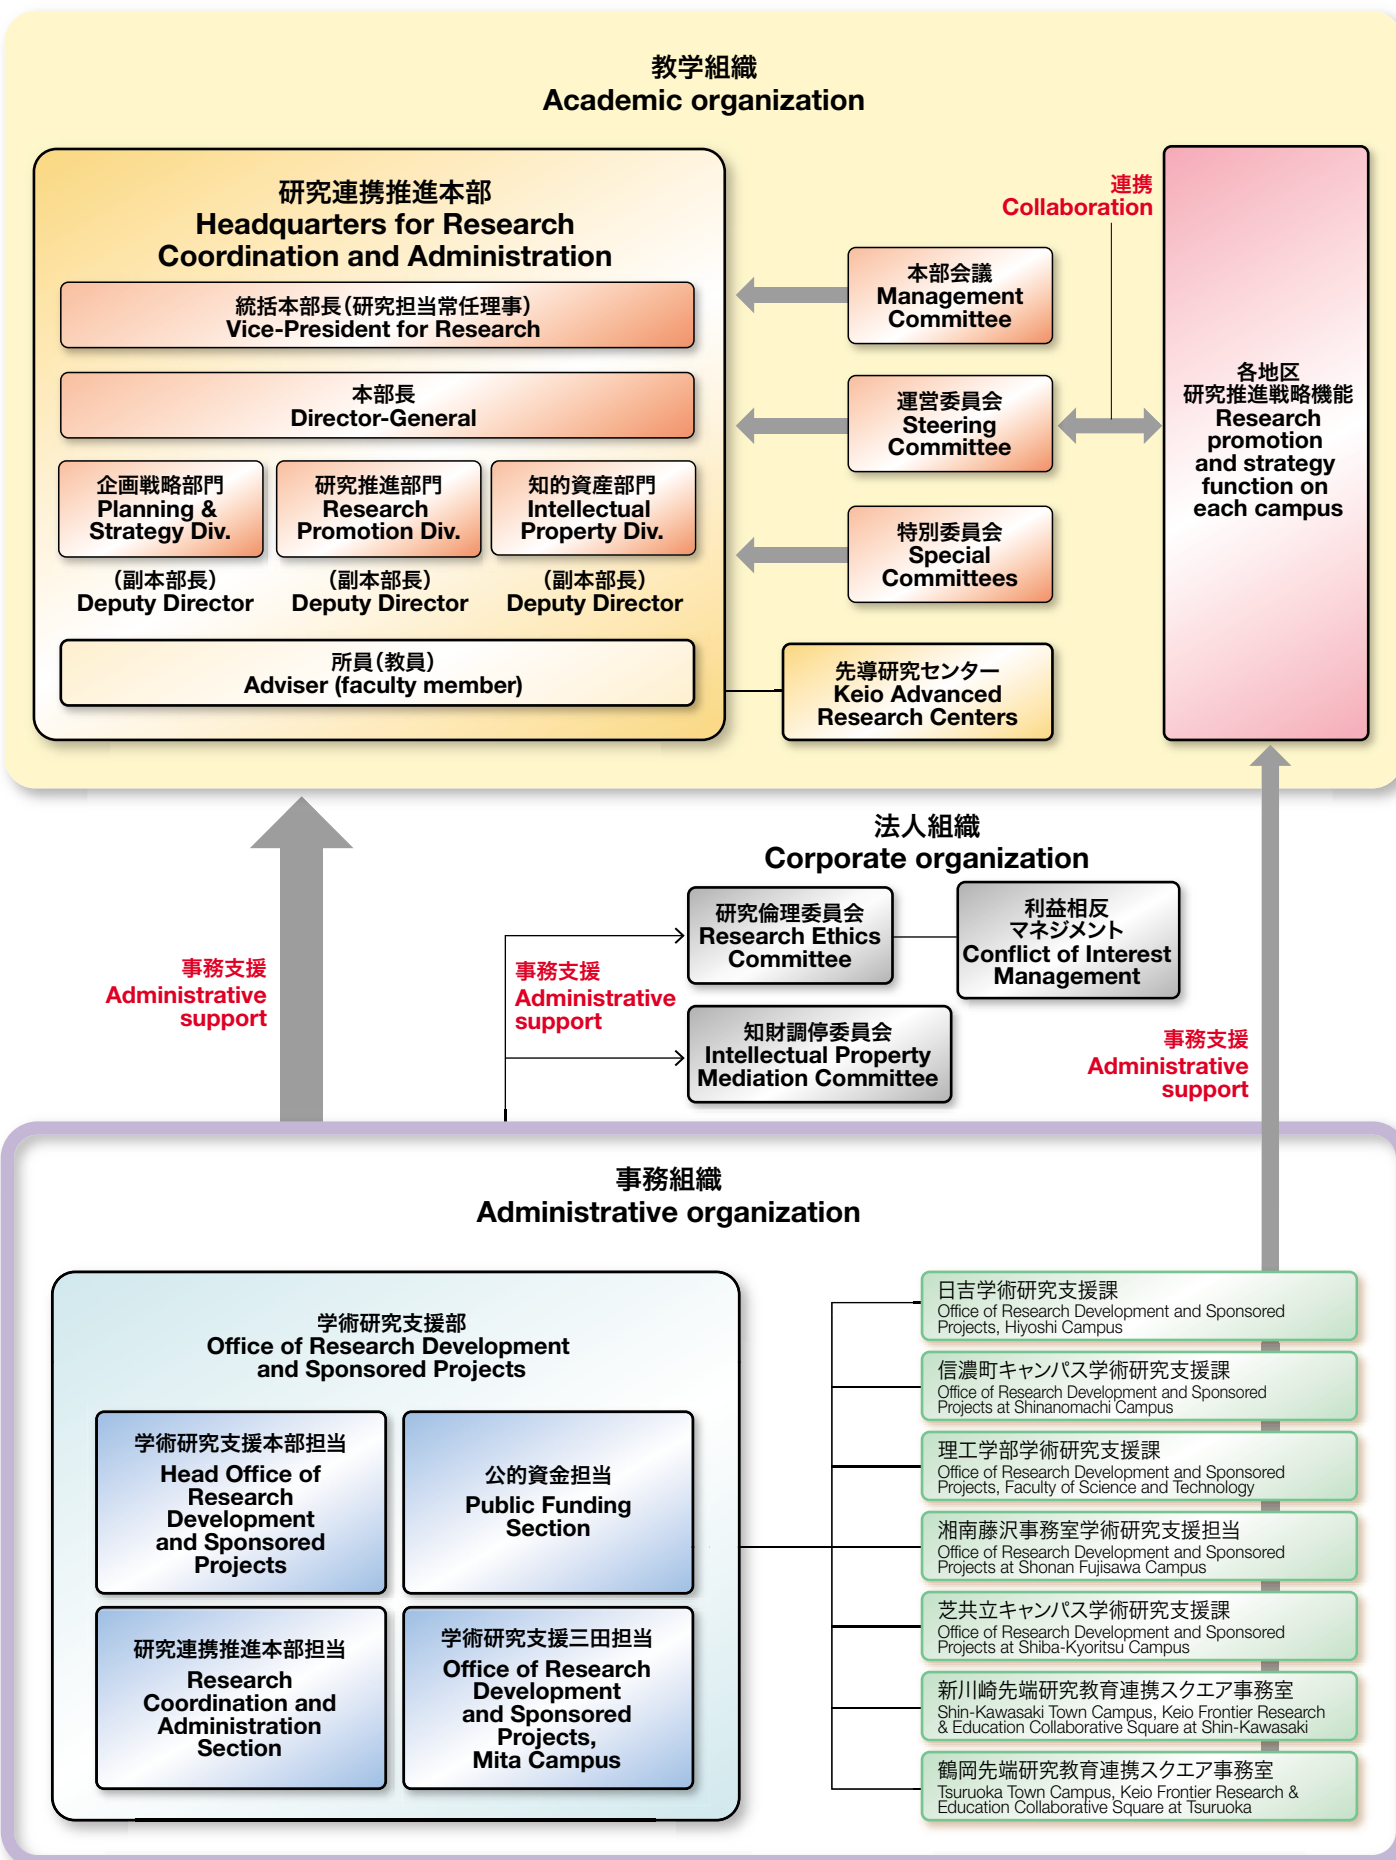 教学組織
Academic organization
研究連携推進本部
Headquarters for Research
Coordination and Administration
統括本部長(研究担当常任理事)
Vice-President for Research
本部長
Director-General
企画戦略部門
Planning &
Strategy Div.
(副本部長)
Deputy Director
研究推進部門
Research
Promotion Div.
(副本部長)
Deputy Director
知的資産部門
Intellectual
Property Div.
(副本部長)
Deputy Director
所員(教員)
Adviser (faculty member)
本部会議
Management
Committee
運営委員会
Steering
Committee
特別委員会
Special
Committees
先導研究センター
Keio Advanced
Research Centers
連携
Collaboration
各地区
研究推進戦略機能
Research
promotion
and strategy
function on
each campus
法人組織
Corporate organization
研究倫理委員会
Research Ethics
Committee
利益相反
マネジメント
Conflict of Interest
Management
知財調停委員会
Intellectual Property
Mediation Committee
事務支援
Administrative
support
事務支援
Administrative
support
事務支援
Administrative
support
事務組織
Administrative organization
学術研究支援部
Office of Research Development
and Sponsored Projects
学術研究支援本部担当
Head Office of
Research
Development
and Sponsored
Projects
公的資金担当
Public Funding
Section
研究連携推進本部担当
Research
Coordination and
Administration
Section
学術研究支援三田担当
Office of Research
Development
and Sponsored
Projects,
Mita Campus
日吉学術研究支援課
Office of Research Development and Sponsored
Projects, Hiyoshi Campus
信濃町キャンパス学術研究支援課
Office of Research Development and Sponsored
Projects at Shinanomachi Campus
理工学部学術研究支援課
Office of Research Development and Sponsored
Projects, Faculty of Science and Technology
湘南藤沢事務室学術研究支援担当
Office of Research Development and Sponsored
Projects at Shonan Fujisawa Campus
芝共立キャンパス学術研究支援課
Office of Research Development and Sponsored
Projects at Shiba-Kyoritsu Campus
新川崎先端研究教育連携スクエア事務室
Shin-Kawasaki Town Campus, Keio Frontier Research
& Education Collaborative Square at Shin-Kawasaki
鶴岡先端研究教育連携スクエア事務室
Tsuruoka Town Campus, Keio Frontier Research &
Education Collaborative Square at Tsuruoka